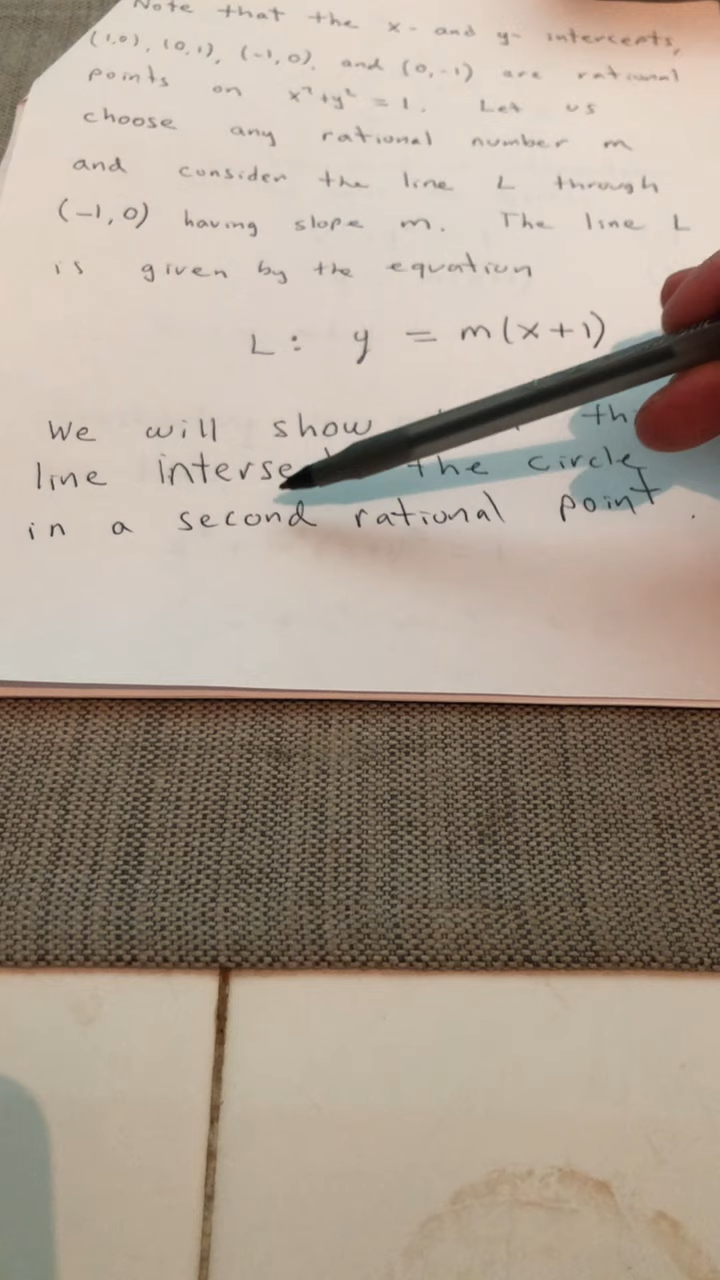 Note that the x- and y- intercepts,
(1,0), (0,1), (-1,0), and (0,-1) are rational
points on x²+y² = 1. Let us
choose any rational number m
and consider the line L through
(-1,0) having slope m. The line L
is given by the equation
L: y = m(x+1)
We will show
line the circle
in a second rational point.